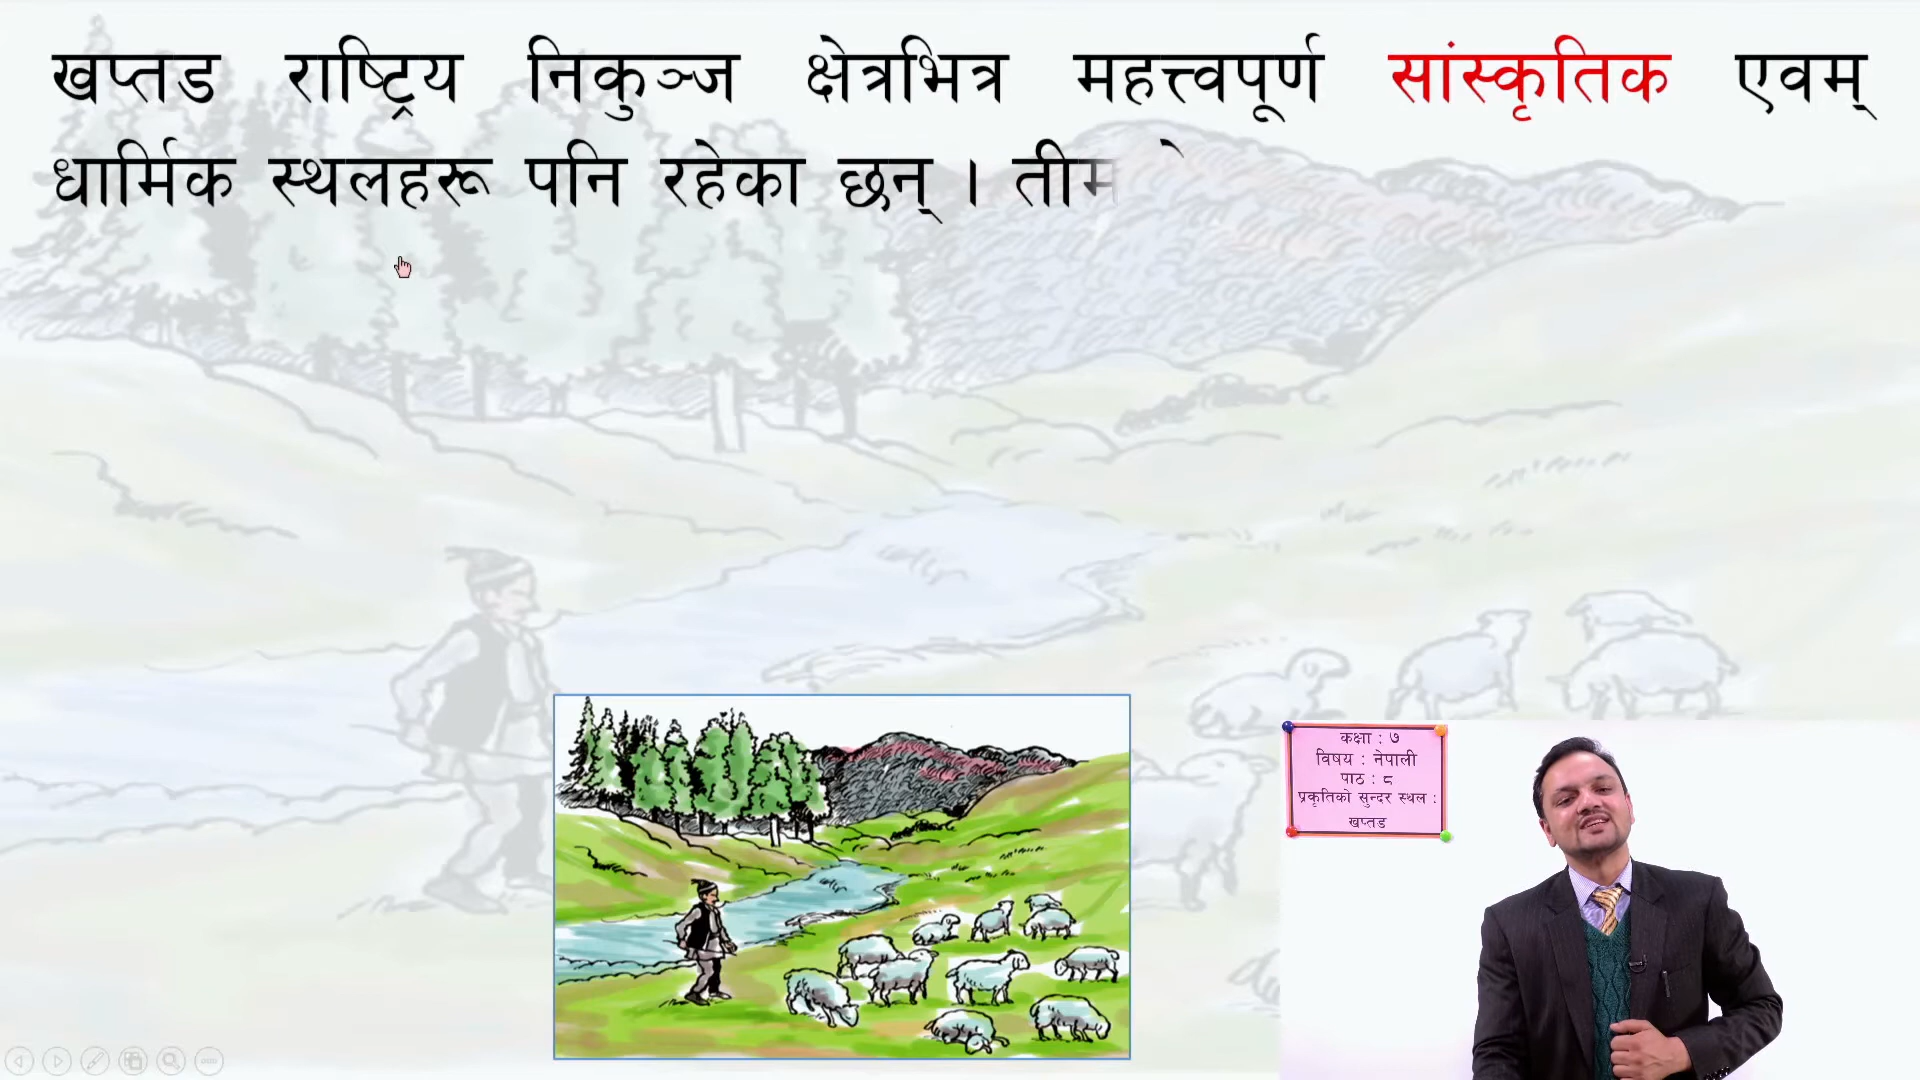 खप्तड राष्ट्रिय निकुञ्ज क्षेत्रभित्र महत्त्वपूर्ण सांस्कृतिक एवम्
धार्मिक स्थलहरू पनि रहेका छन् ।
कक्षा : ७
विषय : नेपाली
पाठ : ८
प्रकृतिको सुन्दर स्थल :
खप्तड